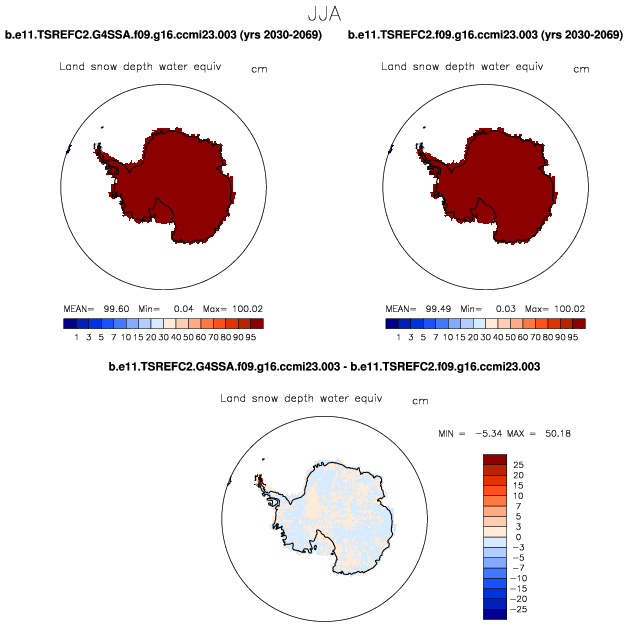 JJA
b.e11.TSREFC2.G4SSA.f09.g16.ccmi23.003 (yrs 2030-2069) b.e11.TSREFC2.f09.g16.ccmi23.003 (yrs 2030-2069)
Land snow depth water equiv cm Land snow depth water equiv cm
MEAN= 99.60 Min= 0.04 Max= 100.02 MEAN= 99.49 Min= 0.03 Max= 100.02
1 3 5 7 10 15 20 30 40 50 60 70 80 90 95 1 3 5 7 10 15 20 30 40 50 60 70 80 90 95
b.e11.TSREFC2.G4SSA.f09.g16.ccmi23.003 - b.e11.TSREFC2.f09.g16.ccmi23.003
Land snow depth water equiv cm
MIN = -5.34 MAX = 50.18
25
20
15
10
7
5
3
0
-3
-5
-7
-10
-15
-20
-25